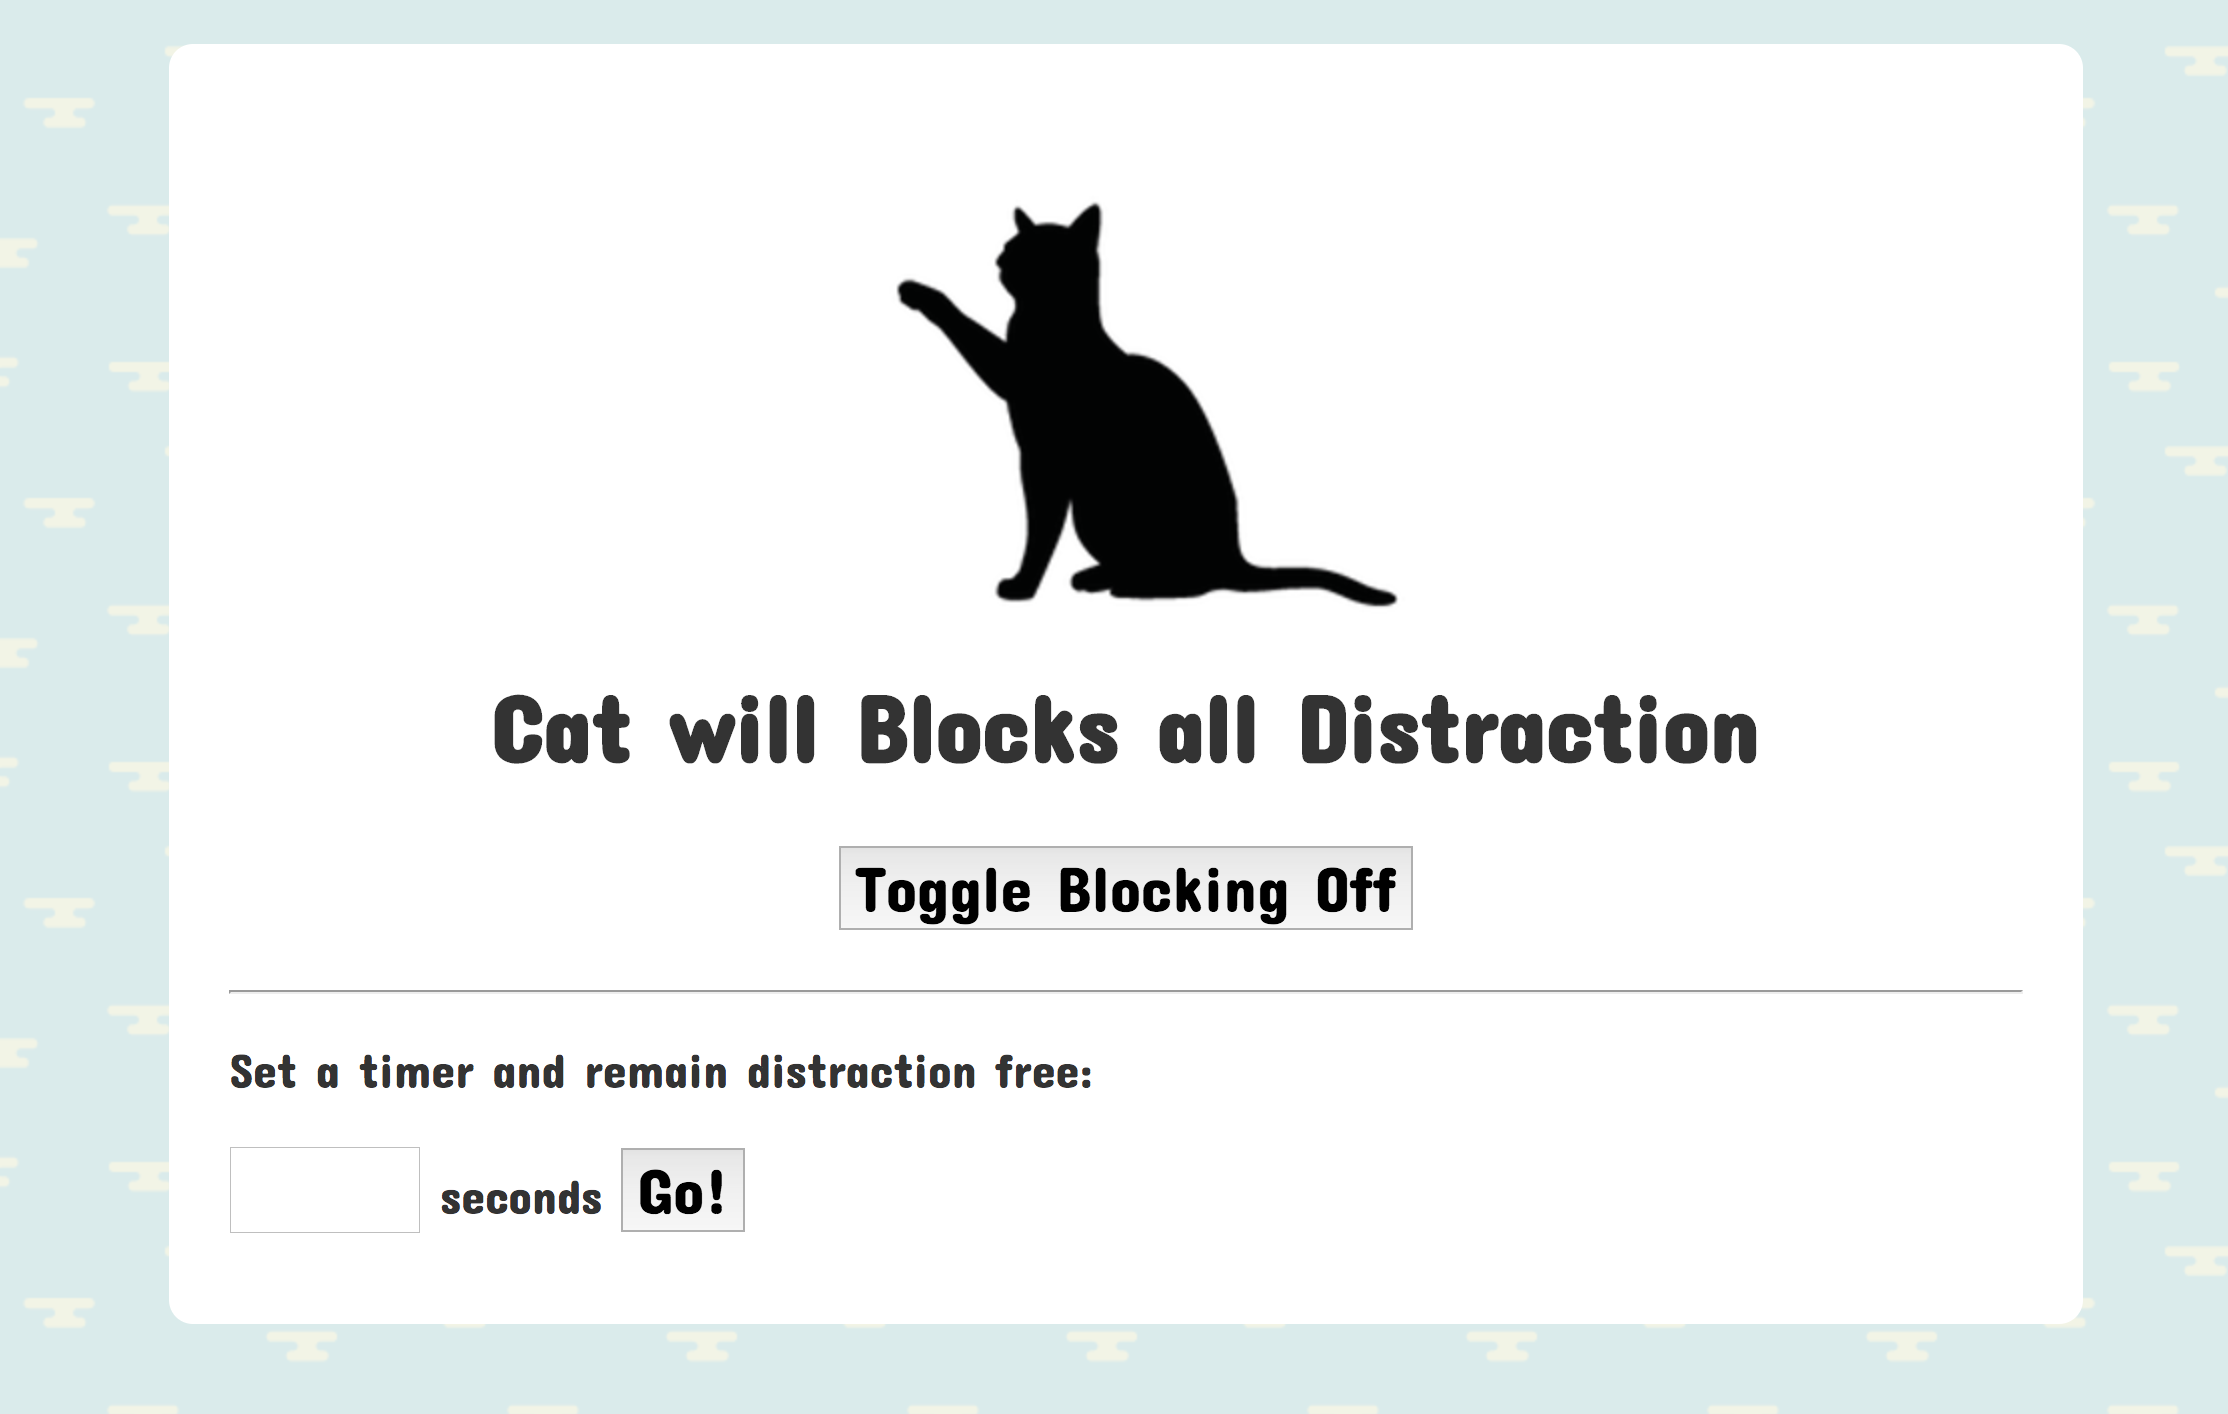 Cat will Blocks all Distraction
Toggle Blocking Off
Set a timer and remain distraction free:
seconds Go!